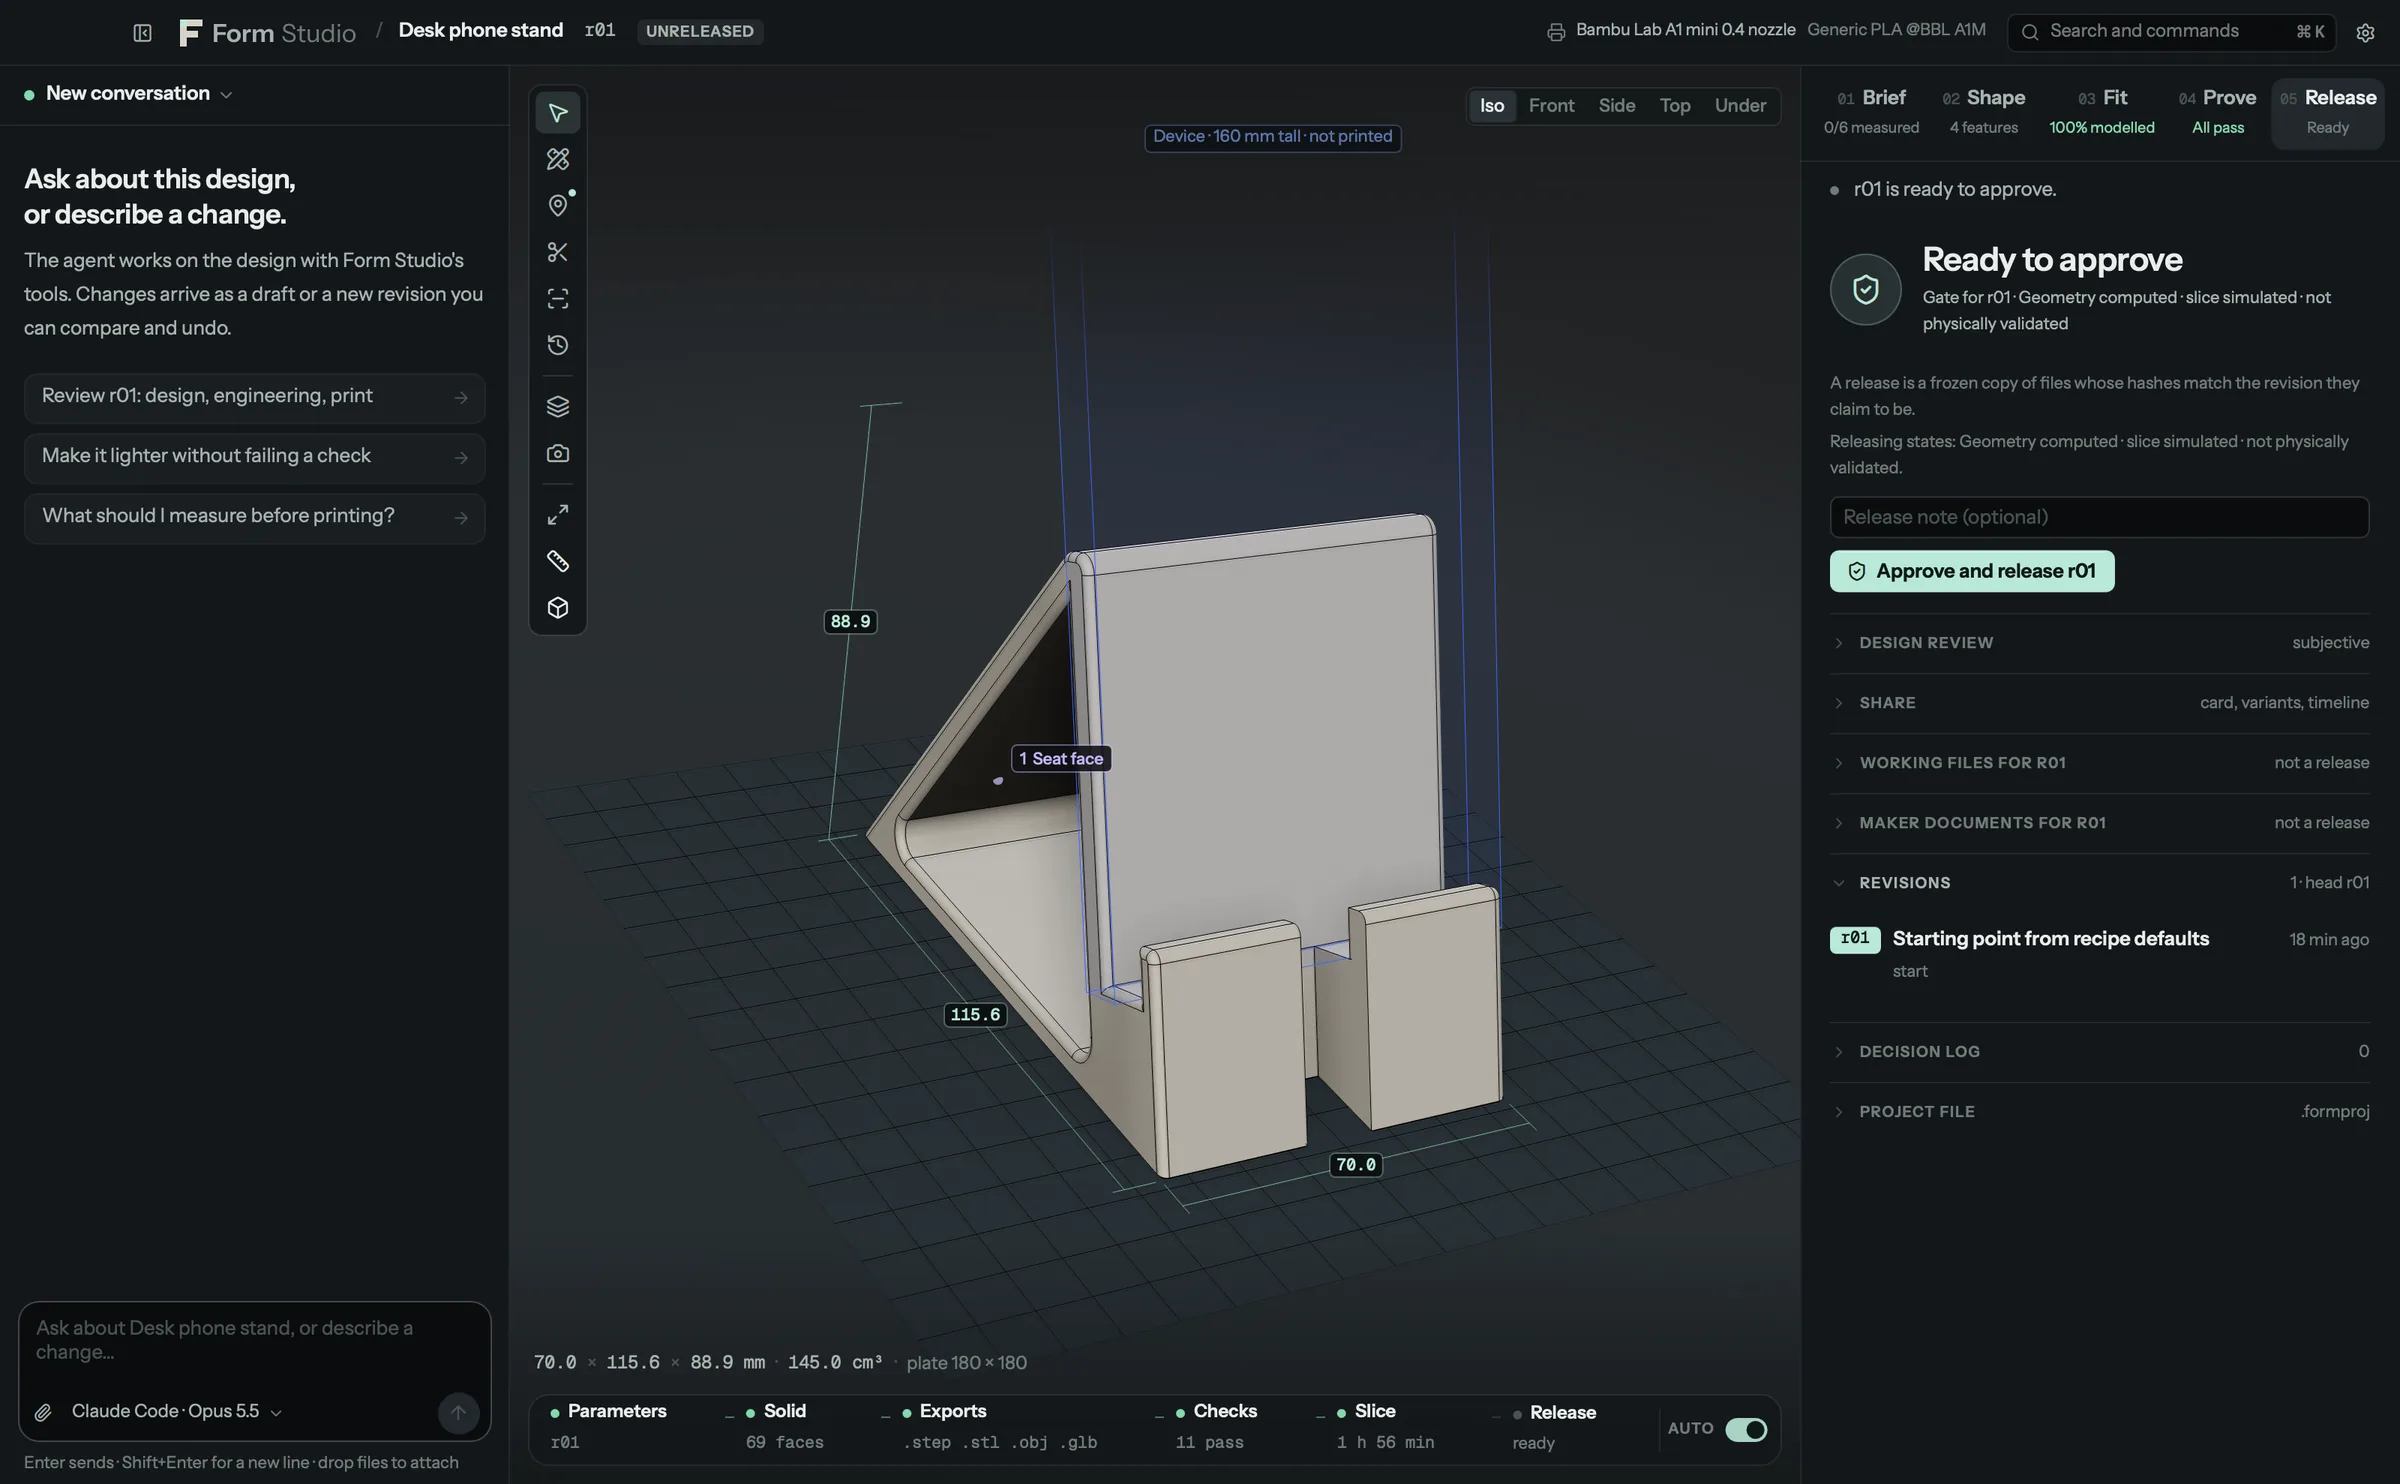 Form Studio / Desk phone stand r01 UNRELEASED
Bambu Lab A1 mini 0.4 nozzle Generic PLA @BBL A1M
Search and commands ⌘ K
New conversation
Ask about this design,
or describe a change.
The agent works on the design with Form Studio's
tools. Changes arrive as a draft or a new revision you
can compare and undo.
Review r01: design, engineering, print →
Make it lighter without failing a check →
What should I measure before printing? →
Ask about Desk phone stand, or describe a
change...
Claude Code · Opus 5.5
Enter sends · Shift+Enter for a new line · drop files to attach
Iso Front Side Top Under
Device · 160 mm tall · not printed
88.9
1 Seat face
115.6
70.0
70.0 × 115.6 × 88.9 mm · 145.0 cm³ · plate 180 × 180
Parameters
r01
Solid
69 faces
Exports
.step .stl .obj .glb
Checks
11 pass
Slice
1 h 56 min
Release
ready
AUTO
01 Brief
0/6 measured
02 Shape
4 features
03 Fit
100% modelled
04 Prove
All pass
05 Release
Ready
r01 is ready to approve.
Ready to approve
Gate for r01 · Geometry computed · slice simulated · not
physically validated
A release is a frozen copy of files whose hashes match the revision they
claim to be.
Releasing states: Geometry computed · slice simulated · not physically
validated.
Release note (optional)
Approve and release r01
DESIGN REVIEW subjective
SHARE card, variants, timeline
WORKING FILES FOR R01 not a release
MAKER DOCUMENTS FOR R01 not a release
REVISIONS 1 · head r01
r01 Starting point from recipe defaults 18 min ago
start
DECISION LOG 0
PROJECT FILE .formproj